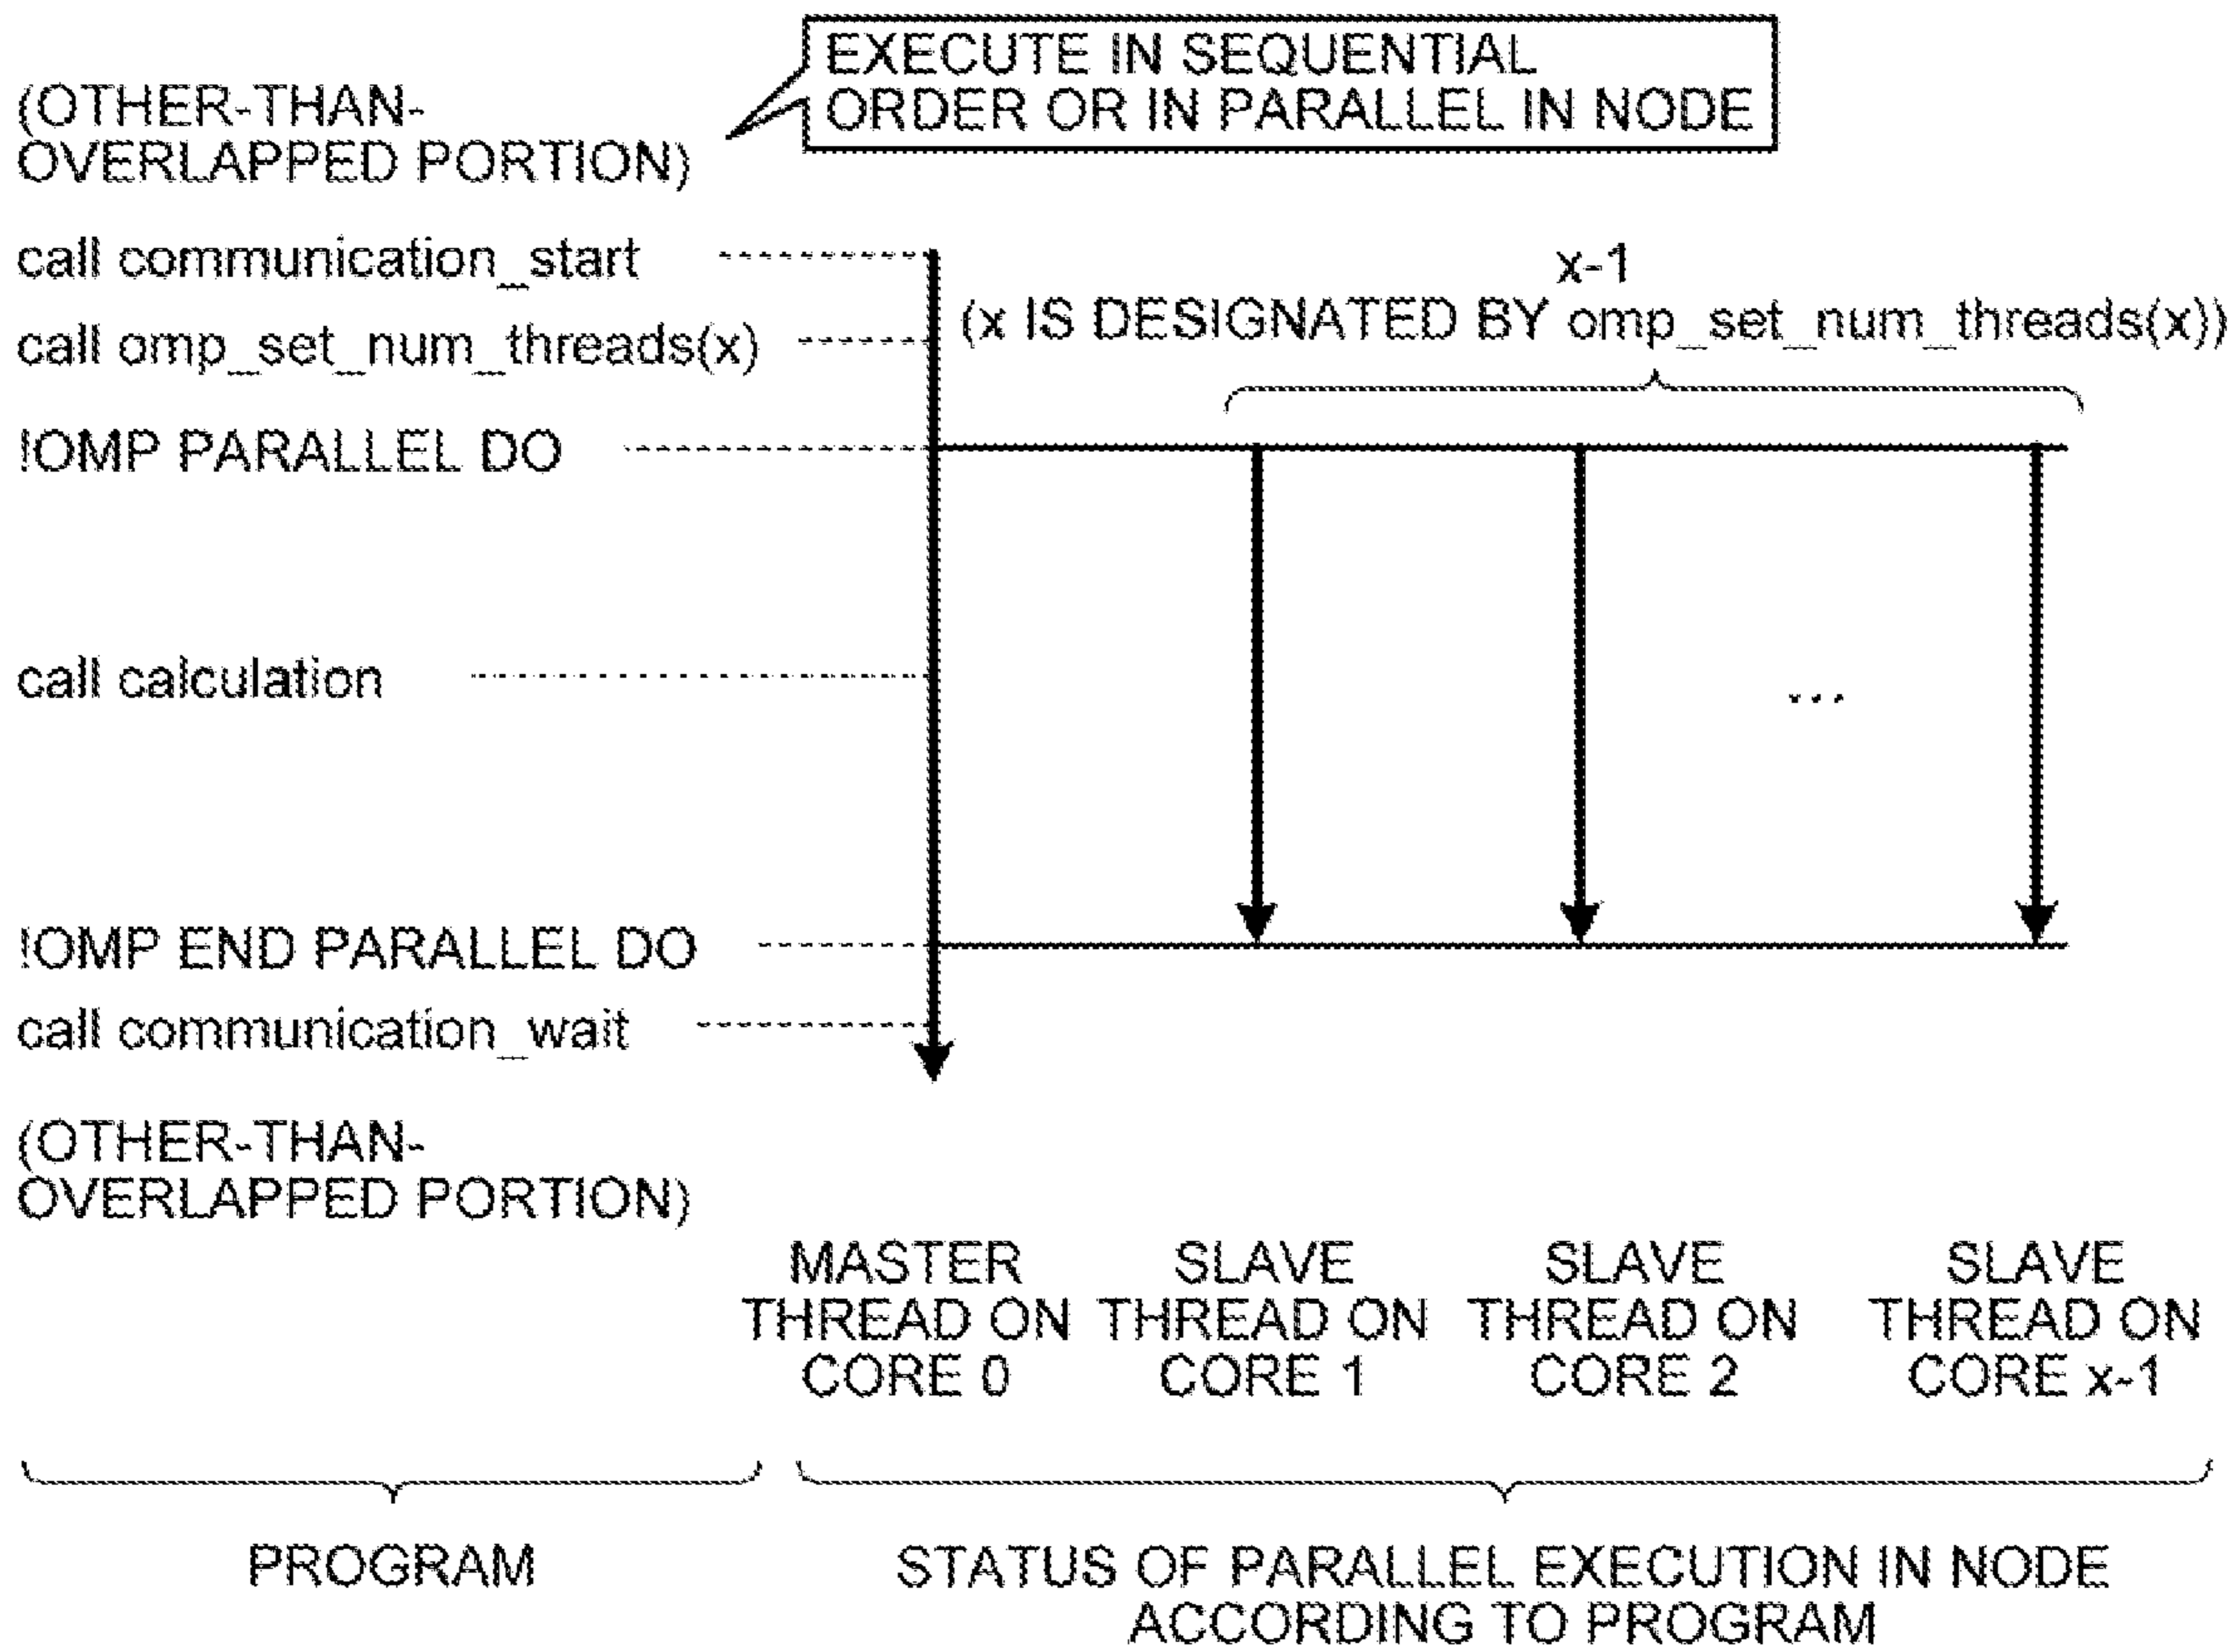 EXECUTE IN SEQUENTIAL
ORDER OR IN PARALLEL IN NODE
(OTHER-THAN-
OVERLAPPED PORTION)
call communication_start
x-1
(x IS DESIGNATED BY omp_set_num_threads(x))
call omp_set_num_threads(x)
!OMP PARALLEL DO
call calculation
...
!OMP END PARALLEL DO
call communication_wait
(OTHER-THAN-
OVERLAPPED PORTION)
MASTER
THREAD ON
CORE 0
SLAVE
THREAD ON
CORE 1
SLAVE
THREAD ON
CORE 2
SLAVE
THREAD ON
CORE x-1
PROGRAM
STATUS OF PARALLEL EXECUTION IN NODE
ACCORDING TO PROGRAM